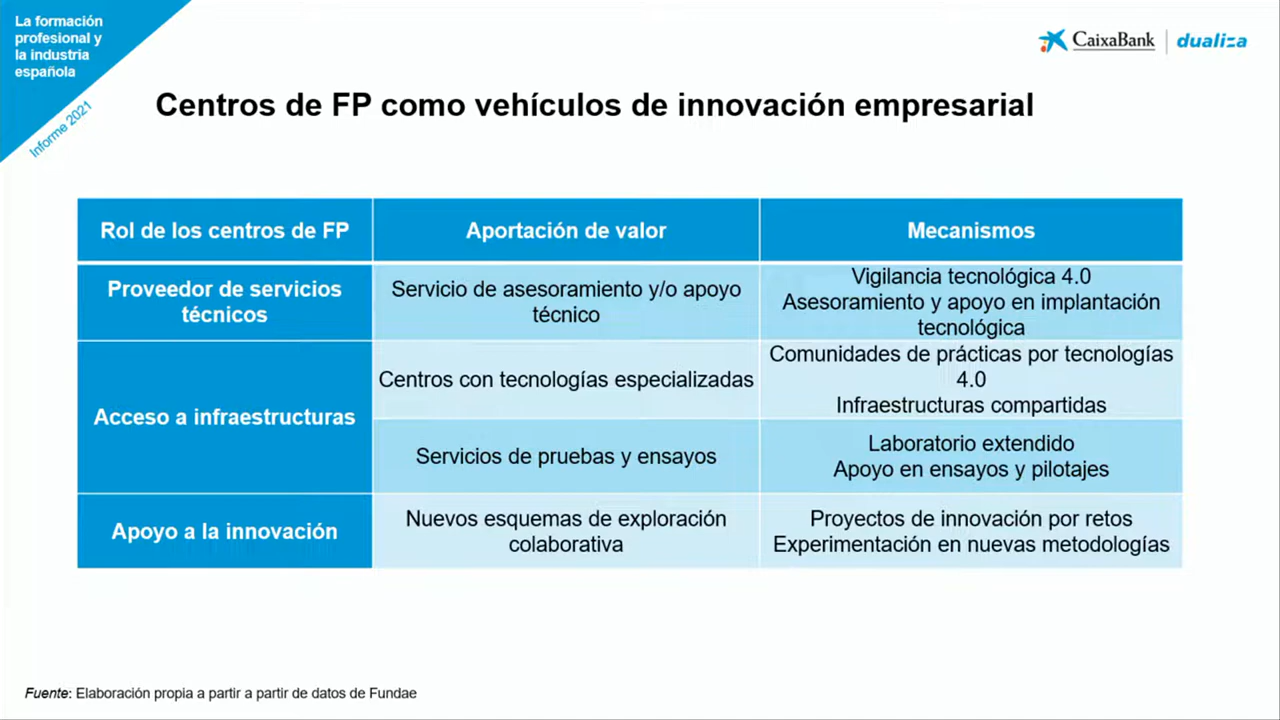 La formación
profesional y
la industria
española
Informe 2021
CaixaBank
dualiza
Centros de FP como vehículos de innovación empresarial
Rol de los centros de FP
Aportación de valor
Mecanismos
Proveedor de servicios
técnicos
Servicio de asesoramiento y/o apoyo
técnico
Vigilancia tecnológica 4.0
Asesoramiento y apoyo en implantación
tecnológica
Acceso a infraestructuras
Centros con tecnologías especializadas
Comunidades de prácticas por tecnologías
4.0
Infraestructuras compartidas
Servicios de pruebas y ensayos
Laboratorio extendido
Apoyo en ensayos y pilotajes
Apoyo a la innovación
Nuevos esquemas de exploración
colaborativa
Proyectos de innovación por retos
Experimentación en nuevas metodologías
Fuente: Elaboración propia a partir a partir de datos de Fundae